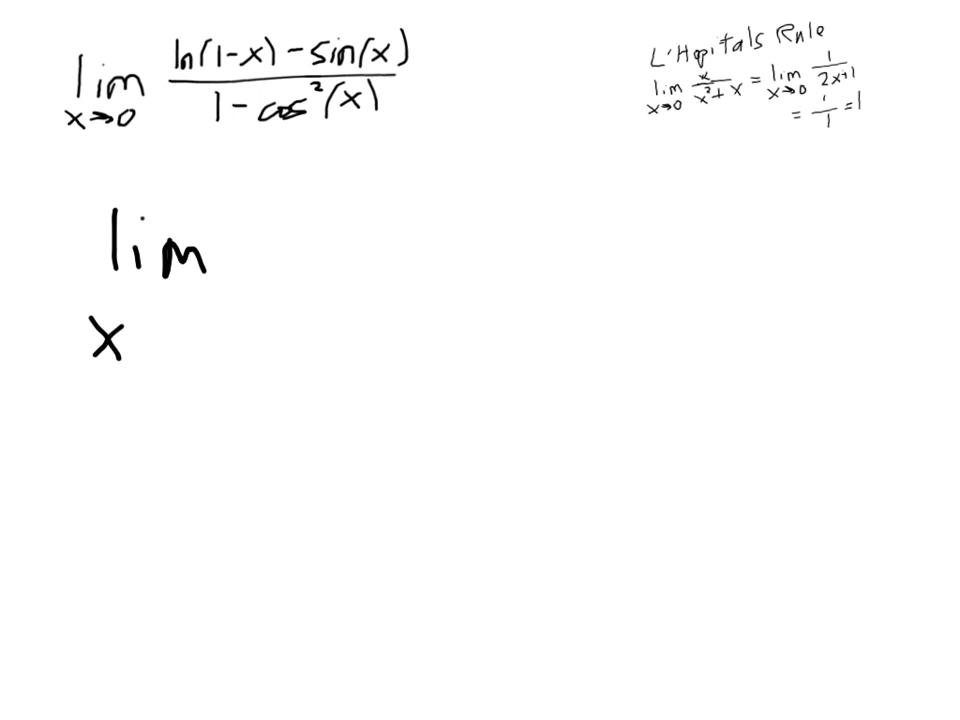 lim x→0 (ln(1-x) - sin(x)) / (1 - cos²(x))
L'Hopitals Rule
lim x→0 x / (x² + x) = lim x→0 1 / (2x+1)
= 1/1 = 1
lim
x